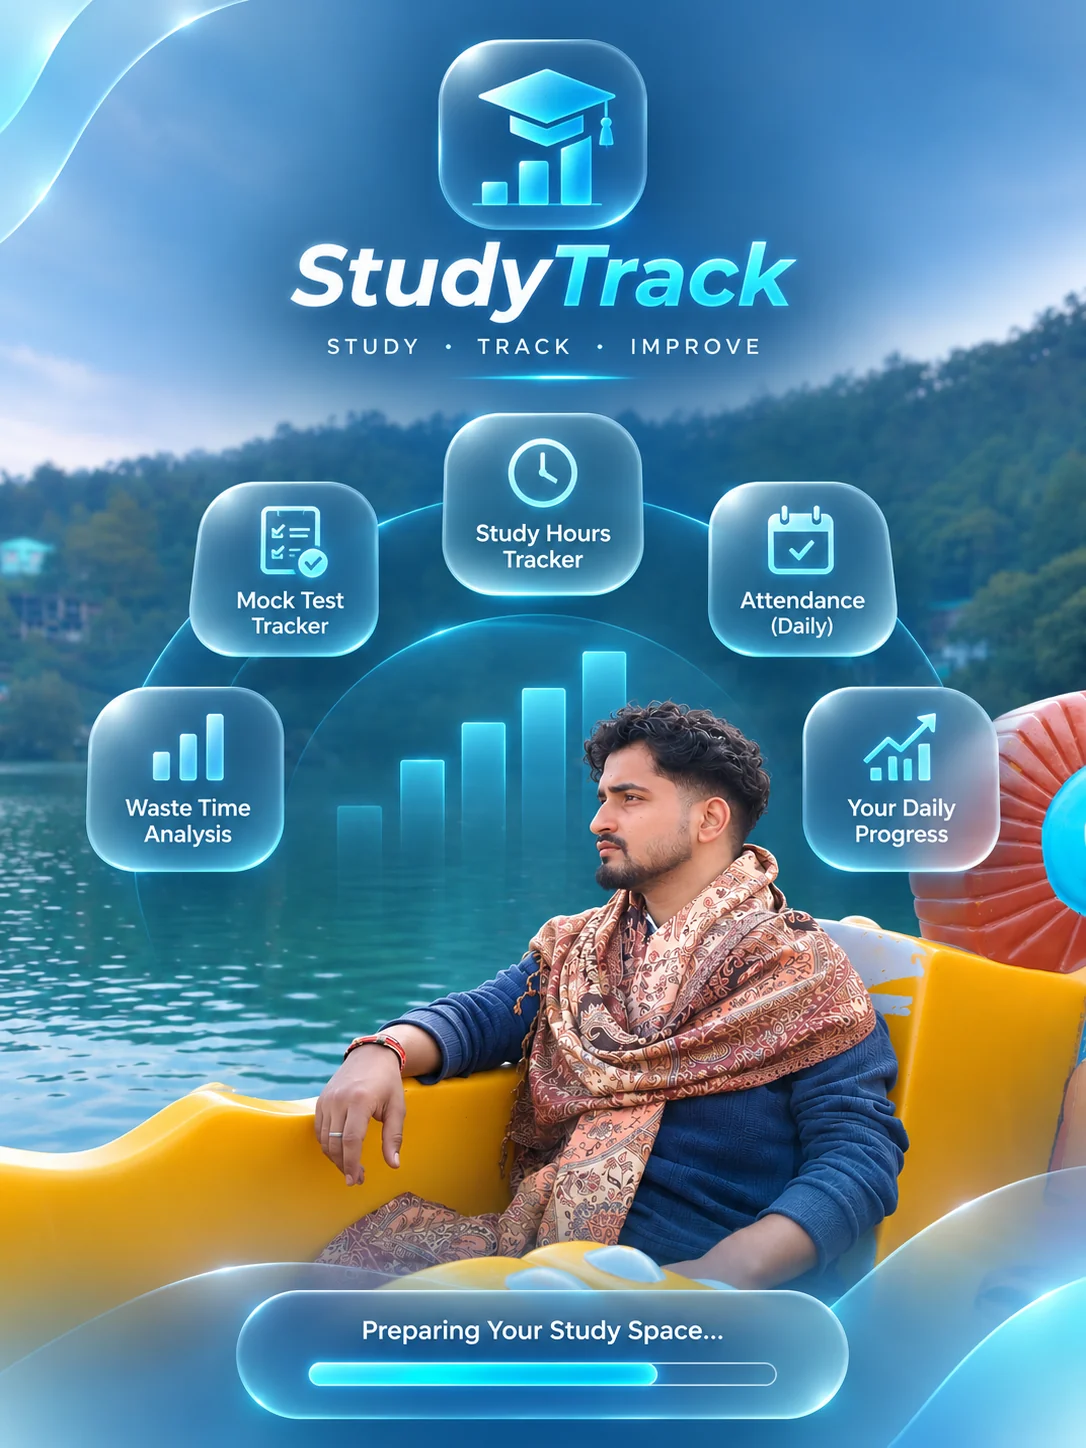 StudyTrack
STUDY • TRACK • IMPROVE
Study Hours
Tracker
Mock Test
Tracker
Attendance
(Daily)
Waste Time
Analysis
Your Daily
Progress
Preparing Your Study Space...